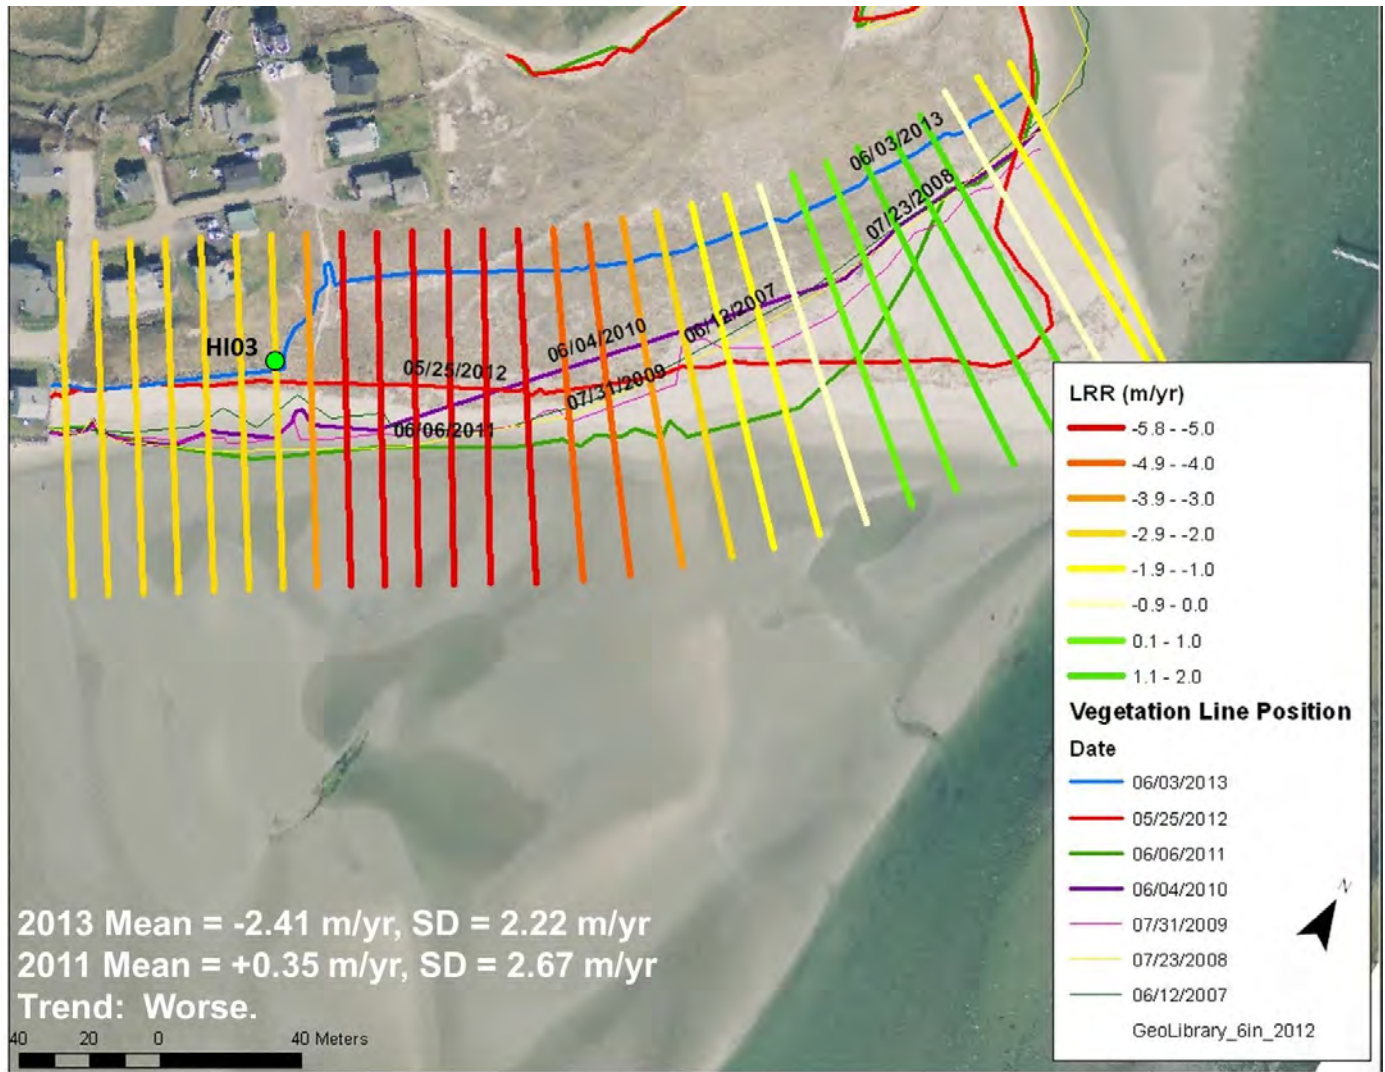 06/03/2013
07/23/2008
06/12/2007
06/04/2010
HI03
05/25/2012
07/31/2009
06/06/2011
LRR (m/yr)
-5.8 - -5.0
-4.9 - -4.0
-3.9 - -3.0
-2.9 - -2.0
-1.9 - -1.0
-0.9 - 0.0
0.1 - 1.0
1.1 - 2.0
Vegetation Line Position
Date
06/03/2013
05/25/2012
06/06/2011
06/04/2010
07/31/2009
07/23/2008
06/12/2007
GeoLibrary_6in_2012
N
2013 Mean = -2.41 m/yr, SD = 2.22 m/yr
2011 Mean = +0.35 m/yr, SD = 2.67 m/yr
Trend:  Worse.
40 20 0 40 Meters